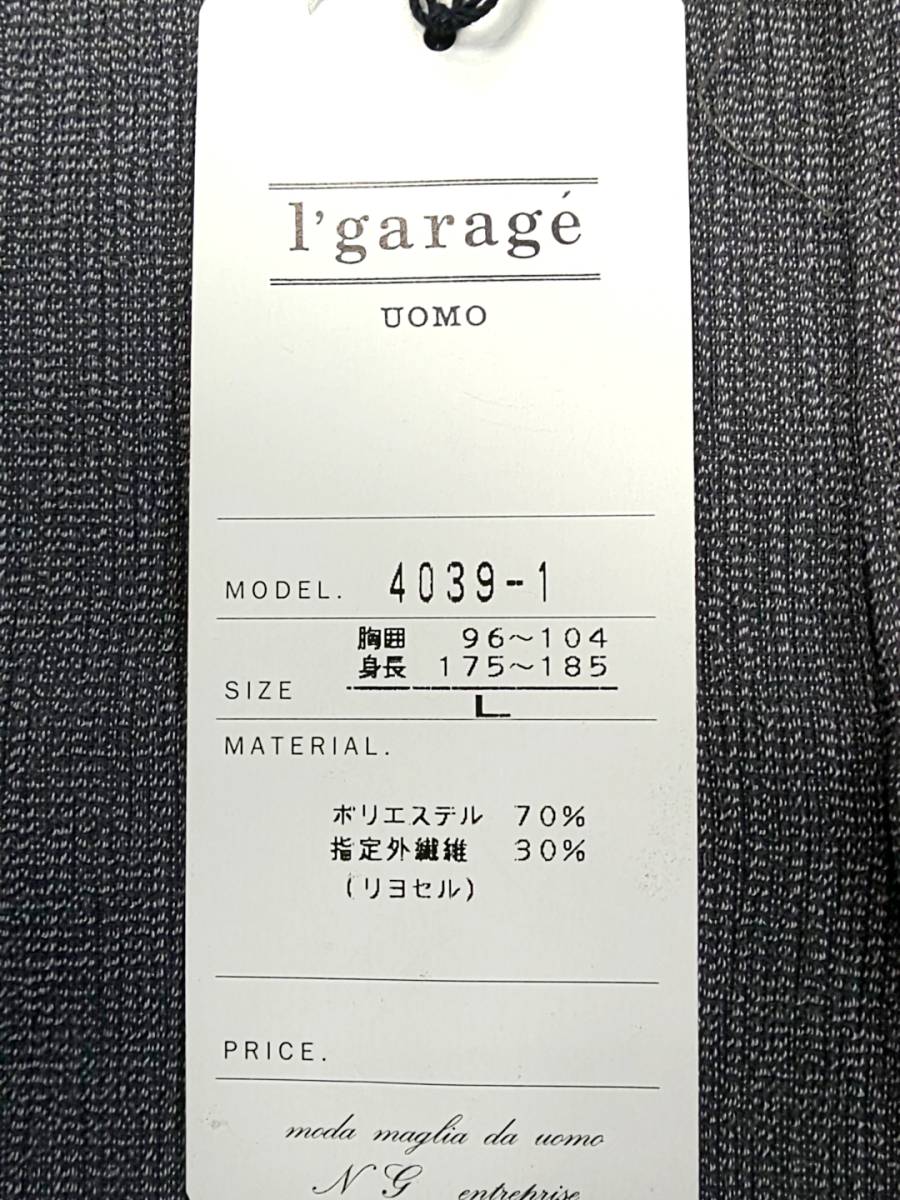 l'garagé
UOMO
MODEL. 4039-1
胸囲 96～104
身長 175～185
SIZE
L
MATERIAL.
ポリエステル 70%
指定外繊維 30%
(リヨセル)
PRICE.
moda maglia da uomo
NG entreprise